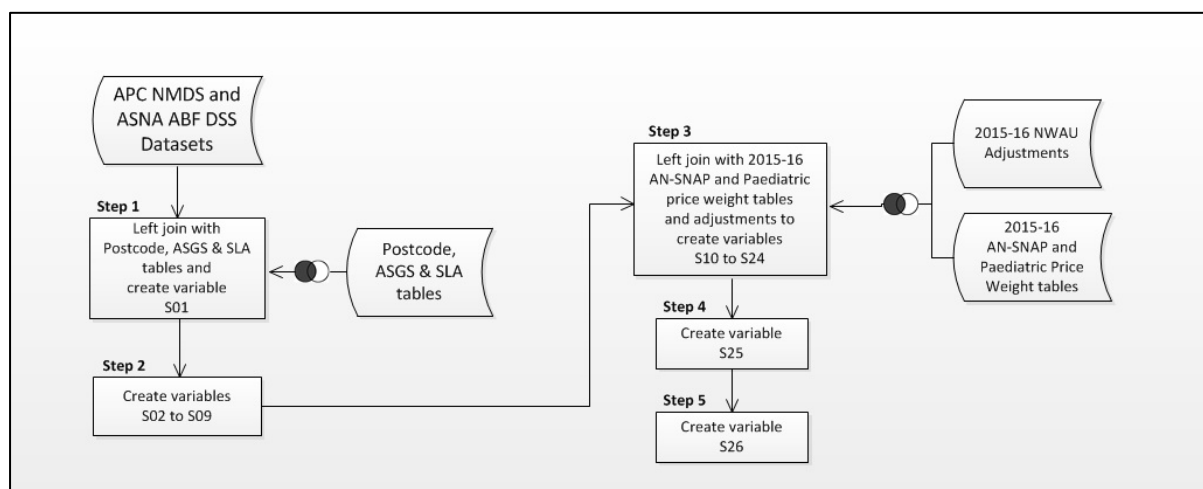 APC NMDS and
ASNA ABF DSS
Datasets
Step 1
Left join with
Postcode, ASGS & SLA
tables and
create variable
S01
Postcode,
ASGS & SLA
tables
Step 2
Create variables
S02 to S09
Step 3
Left join with 2015-16
AN-SNAP and Paediatric
price weight tables
and adjustments to
create variables
S10 to S24
2015-16 NWAU
Adjustments
2015-16
AN-SNAP and
Paediatric Price
Weight tables
Step 4
Create variable
S25
Step 5
Create variable
S26